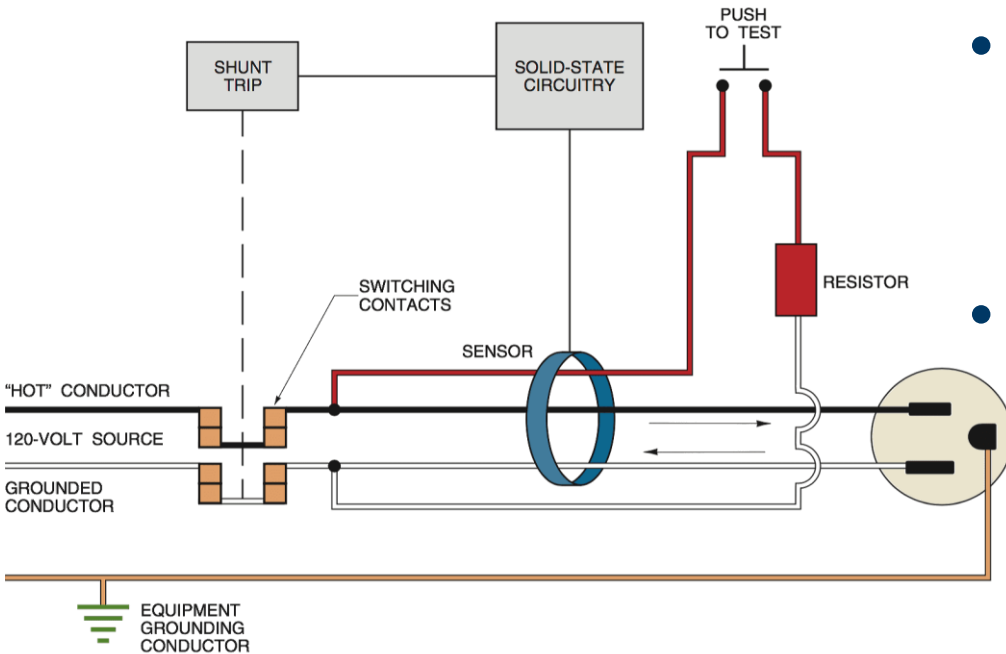 PUSH
TO TEST
SHUNT
TRIP
SOLID-STATE
CIRCUITRY
RESISTOR
SWITCHING
CONTACTS
SENSOR
"HOT" CONDUCTOR
120-VOLT SOURCE
GROUNDED
CONDUCTOR
EQUIPMENT
GROUNDING
CONDUCTOR